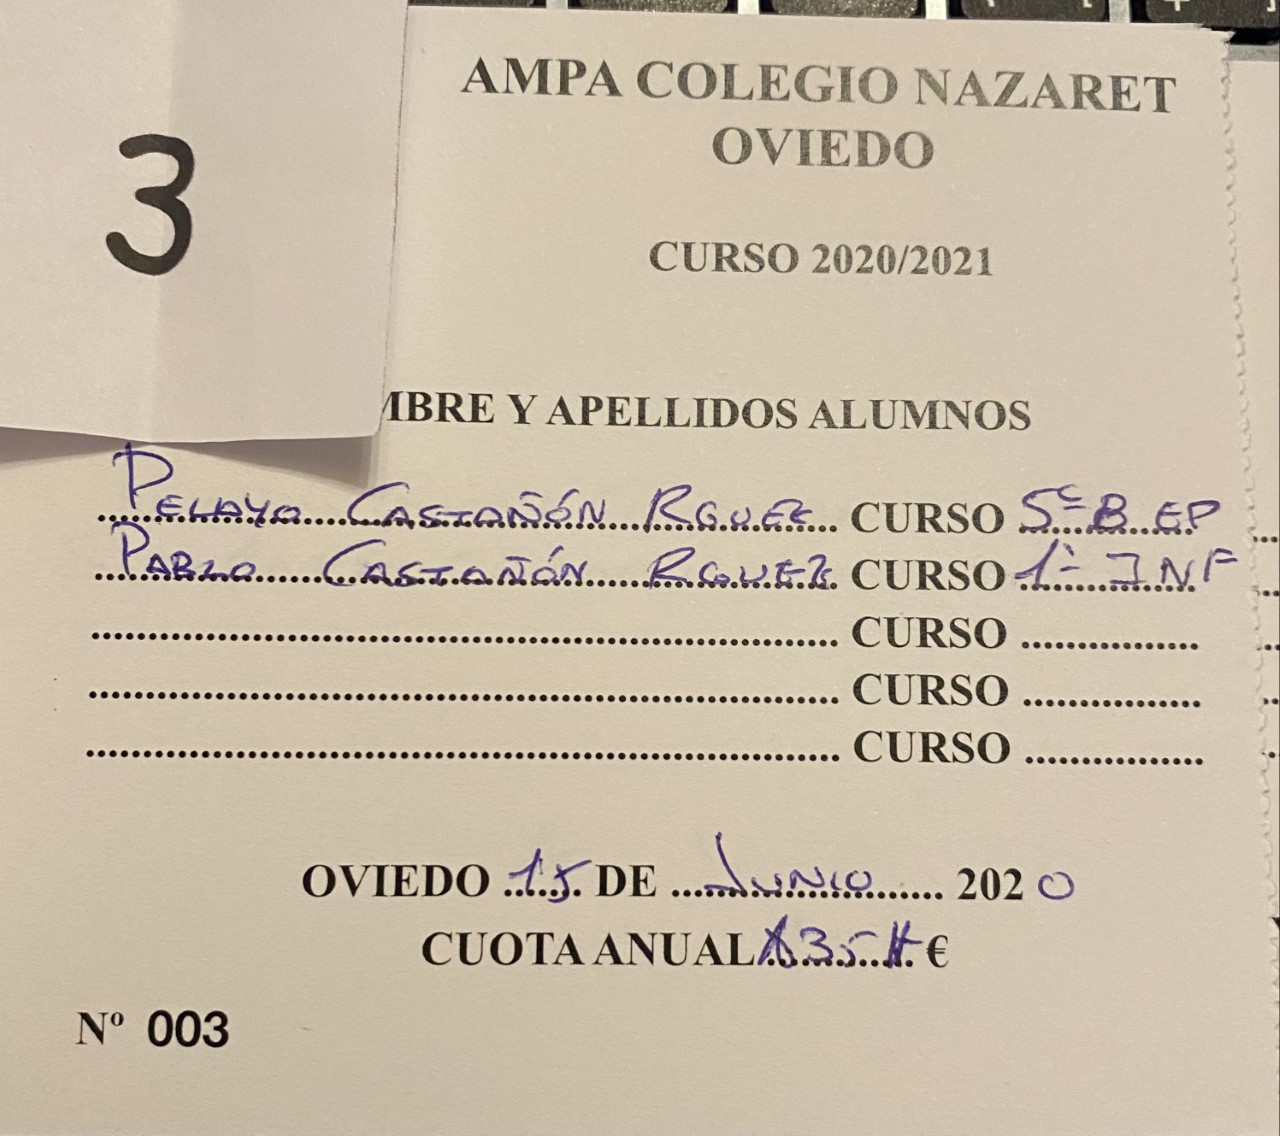 AMPA COLEGIO NAZARET
OVIEDO
3
CURSO 2020/2021
MBRE Y APELLIDOS ALUMNOS
PELAYO CASTAÑÓN RGUEZ CURSO 5º B EP
PABLO CASTAÑÓN RGUEZ CURSO 1º INF
CURSO
CURSO
CURSO
OVIEDO 15 DE JUNIO 2020
CUOTA ANUAL #35# €
Nº 003